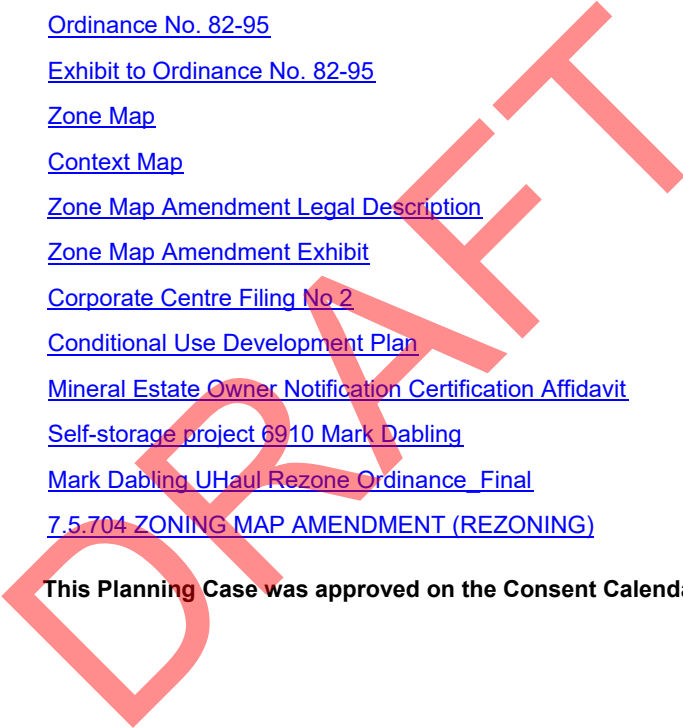 Ordinance No. 82-95
Exhibit to Ordinance No. 82-95
Zone Map
Context Map
Zone Map Amendment Legal Description
Zone Map Amendment Exhibit
Corporate Centre Filing No 2
Conditional Use Development Plan
Mineral Estate Owner Notification Certification Affidavit
Self-storage project 6910 Mark Dabling
Mark Dabling UHaul Rezone Ordinance_Final
7.5.704 ZONING MAP AMENDMENT (REZONING)
This Planning Case was approved on the Consent
DRAFT